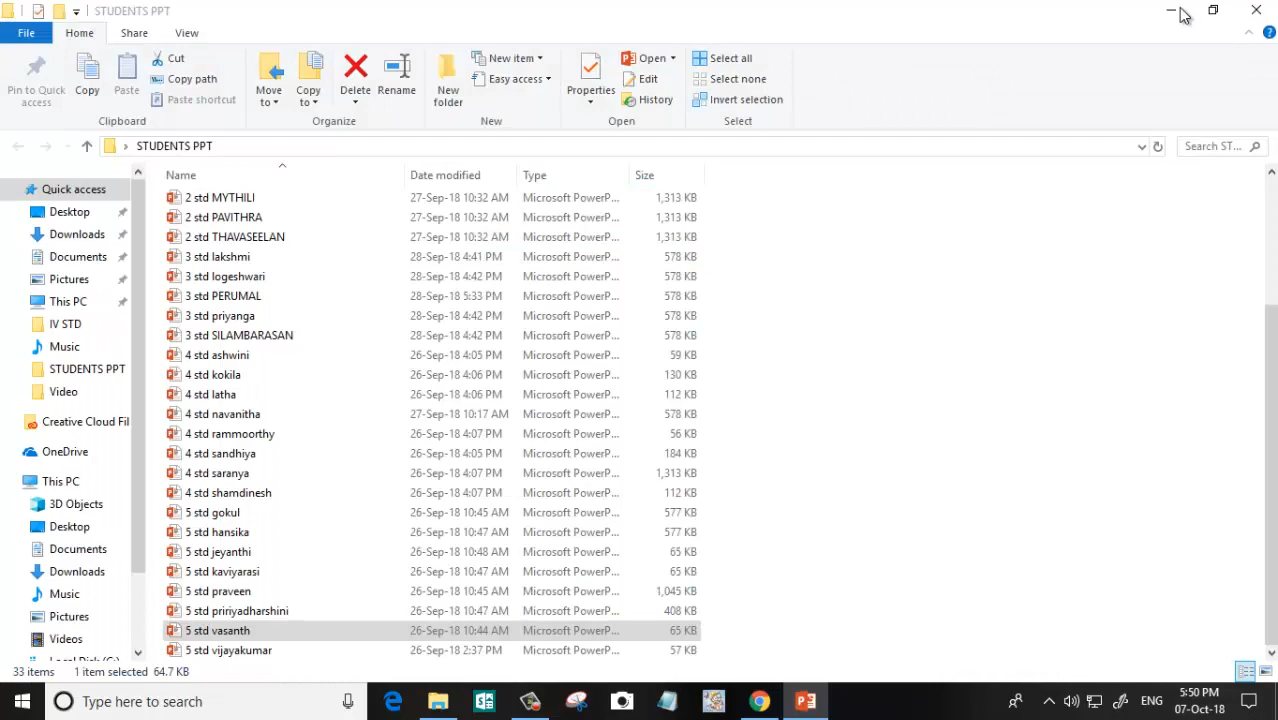 STUDENTS PPT
File Home Share View
Pin to Quick access
Copy
Paste
Cut
Copy path
Paste shortcut
Clipboard
Move to
Copy to
Delete
Rename
Organize
New folder
New item
Easy access
New
Properties
Open
Edit
History
Open
Select all
Select none
Invert selection
Select
STUDENTS PPT
Search ST...
Quick access
Desktop
Downloads
Documents
Pictures
This PC
IV STD
Music
STUDENTS PPT
Video
Creative Cloud Fil
OneDrive
This PC
3D Objects
Desktop
Documents
Downloads
Music
Pictures
Videos
Name Date modified Type Size
2 std MYTHILI 27-Sep-18 10:32 AM Microsoft PowerP... 1,313 KB
2 std PAVITHRA 27-Sep-18 10:32 AM Microsoft PowerP... 1,313 KB
2 std THAVASEELAN 27-Sep-18 10:32 AM Microsoft PowerP... 1,313 KB
3 std lakshmi 28-Sep-18 4:41 PM Microsoft PowerP... 578 KB
3 std logeshwari 28-Sep-18 4:42 PM Microsoft PowerP... 578 KB
3 std PERUMAL 28-Sep-18 5:33 PM Microsoft PowerP... 578 KB
3 std priyanga 28-Sep-18 4:42 PM Microsoft PowerP... 578 KB
3 std SILAMBARASAN 28-Sep-18 4:42 PM Microsoft PowerP... 578 KB
4 std ashwini 26-Sep-18 4:05 PM Microsoft PowerP... 59 KB
4 std kokila 26-Sep-18 4:06 PM Microsoft PowerP... 130 KB
4 std latha 26-Sep-18 4:06 PM Microsoft PowerP... 112 KB
4 std navanitha 27-Sep-18 10:17 AM Microsoft PowerP... 578 KB
4 std rammoorthy 26-Sep-18 4:07 PM Microsoft PowerP... 56 KB
4 std sandhiya 26-Sep-18 4:05 PM Microsoft PowerP... 184 KB
4 std saranya 26-Sep-18 4:07 PM Microsoft PowerP... 1,313 KB
4 std shamdinesh 26-Sep-18 4:07 PM Microsoft PowerP... 112 KB
5 std gokul 26-Sep-18 10:45 AM Microsoft PowerP... 577 KB
5 std hansika 26-Sep-18 10:47 AM Microsoft PowerP... 577 KB
5 std jeyanthi 26-Sep-18 10:48 AM Microsoft PowerP... 65 KB
5 std kaviyarasi 26-Sep-18 10:47 AM Microsoft PowerP... 65 KB
5 std praveen 26-Sep-18 10:45 AM Microsoft PowerP... 1,045 KB
5 std pririyadharshini 26-Sep-18 10:47 AM Microsoft PowerP... 408 KB
5 std vasanth 26-Sep-18 10:44 AM Microsoft PowerP... 65 KB
5 std vijayakumar 26-Sep-18 2:37 PM Microsoft PowerP... 57 KB
33 items 1 item selected 64.7 KB
Type here to search
ENG
5:50 PM
07-Oct-18